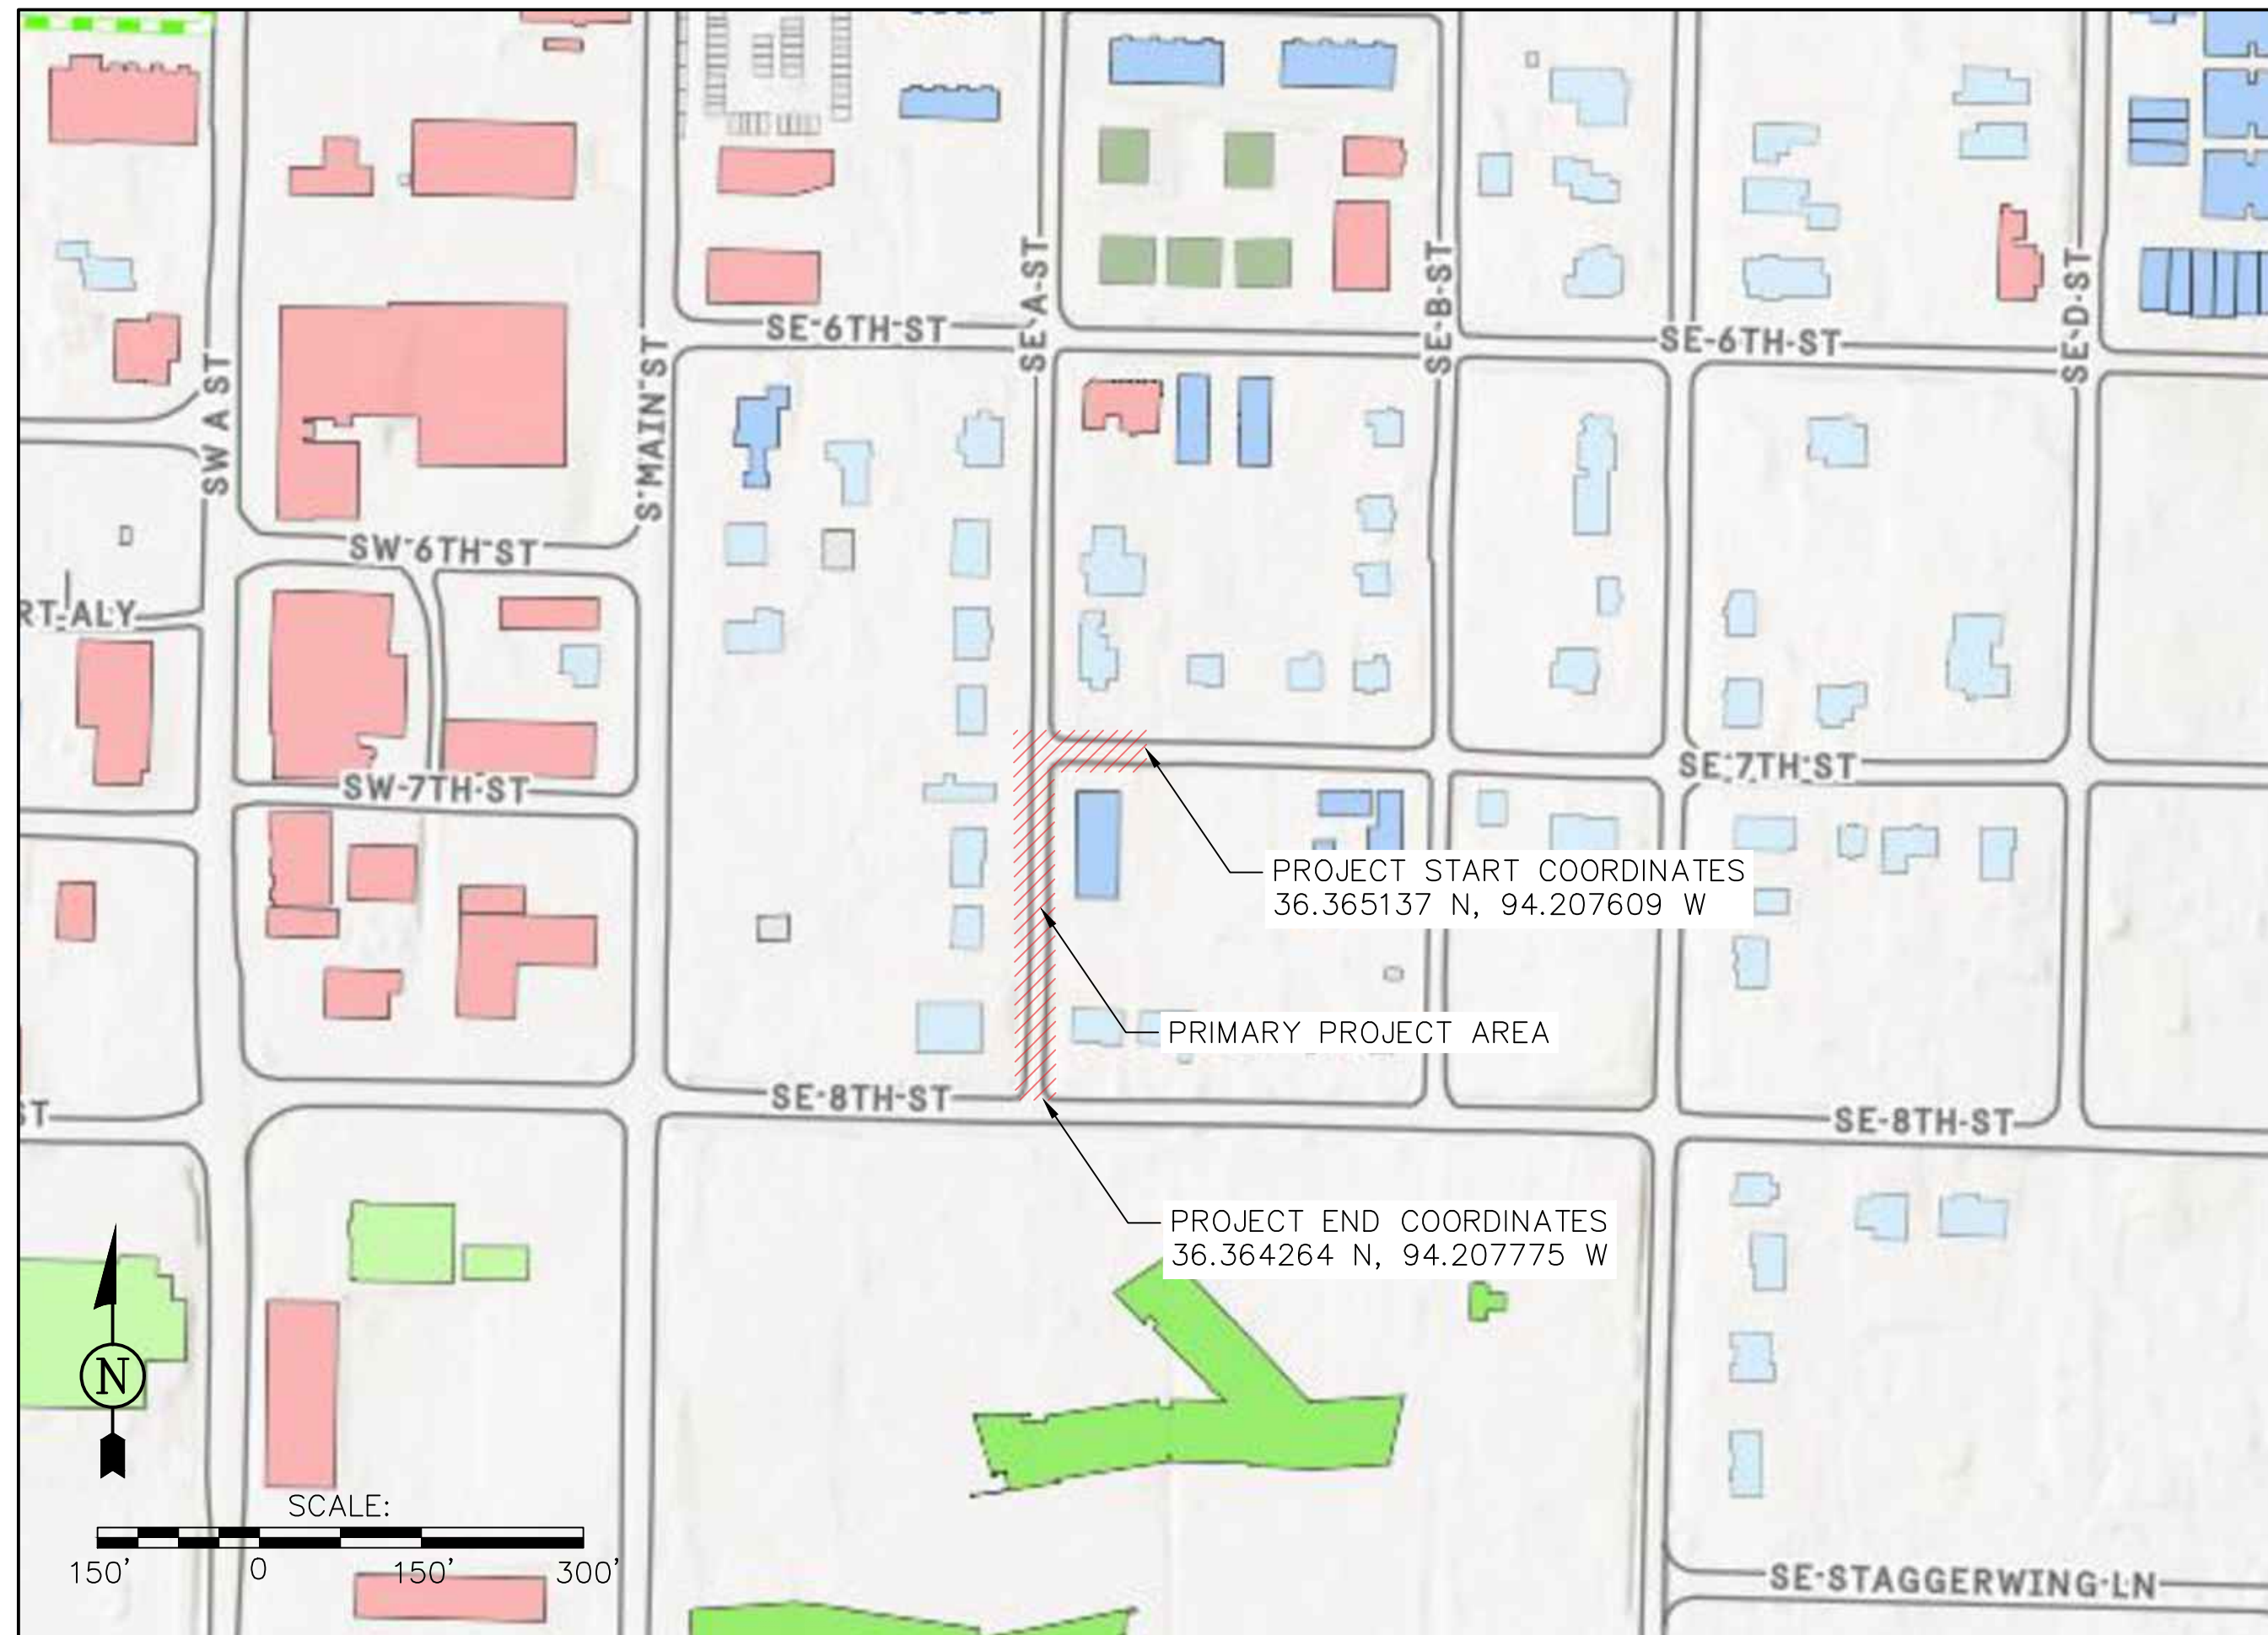 SE-6TH-ST
SE-A-ST
SE-B-ST
SE-6TH-ST
SE-D-ST
SW A ST
S MAIN ST
SW-6TH-ST
RT-ALY
SE-7TH-ST
SW-7TH-ST
PROJECT START COORDINATES
36.365137 N, 94.207609 W
PRIMARY PROJECT AREA
SE-8TH-ST
ST
SE-8TH-ST
PROJECT END COORDINATES
36.364264 N, 94.207775 W
N
SCALE:
150' 0 150' 300'
SE-STAGGERWING-LN